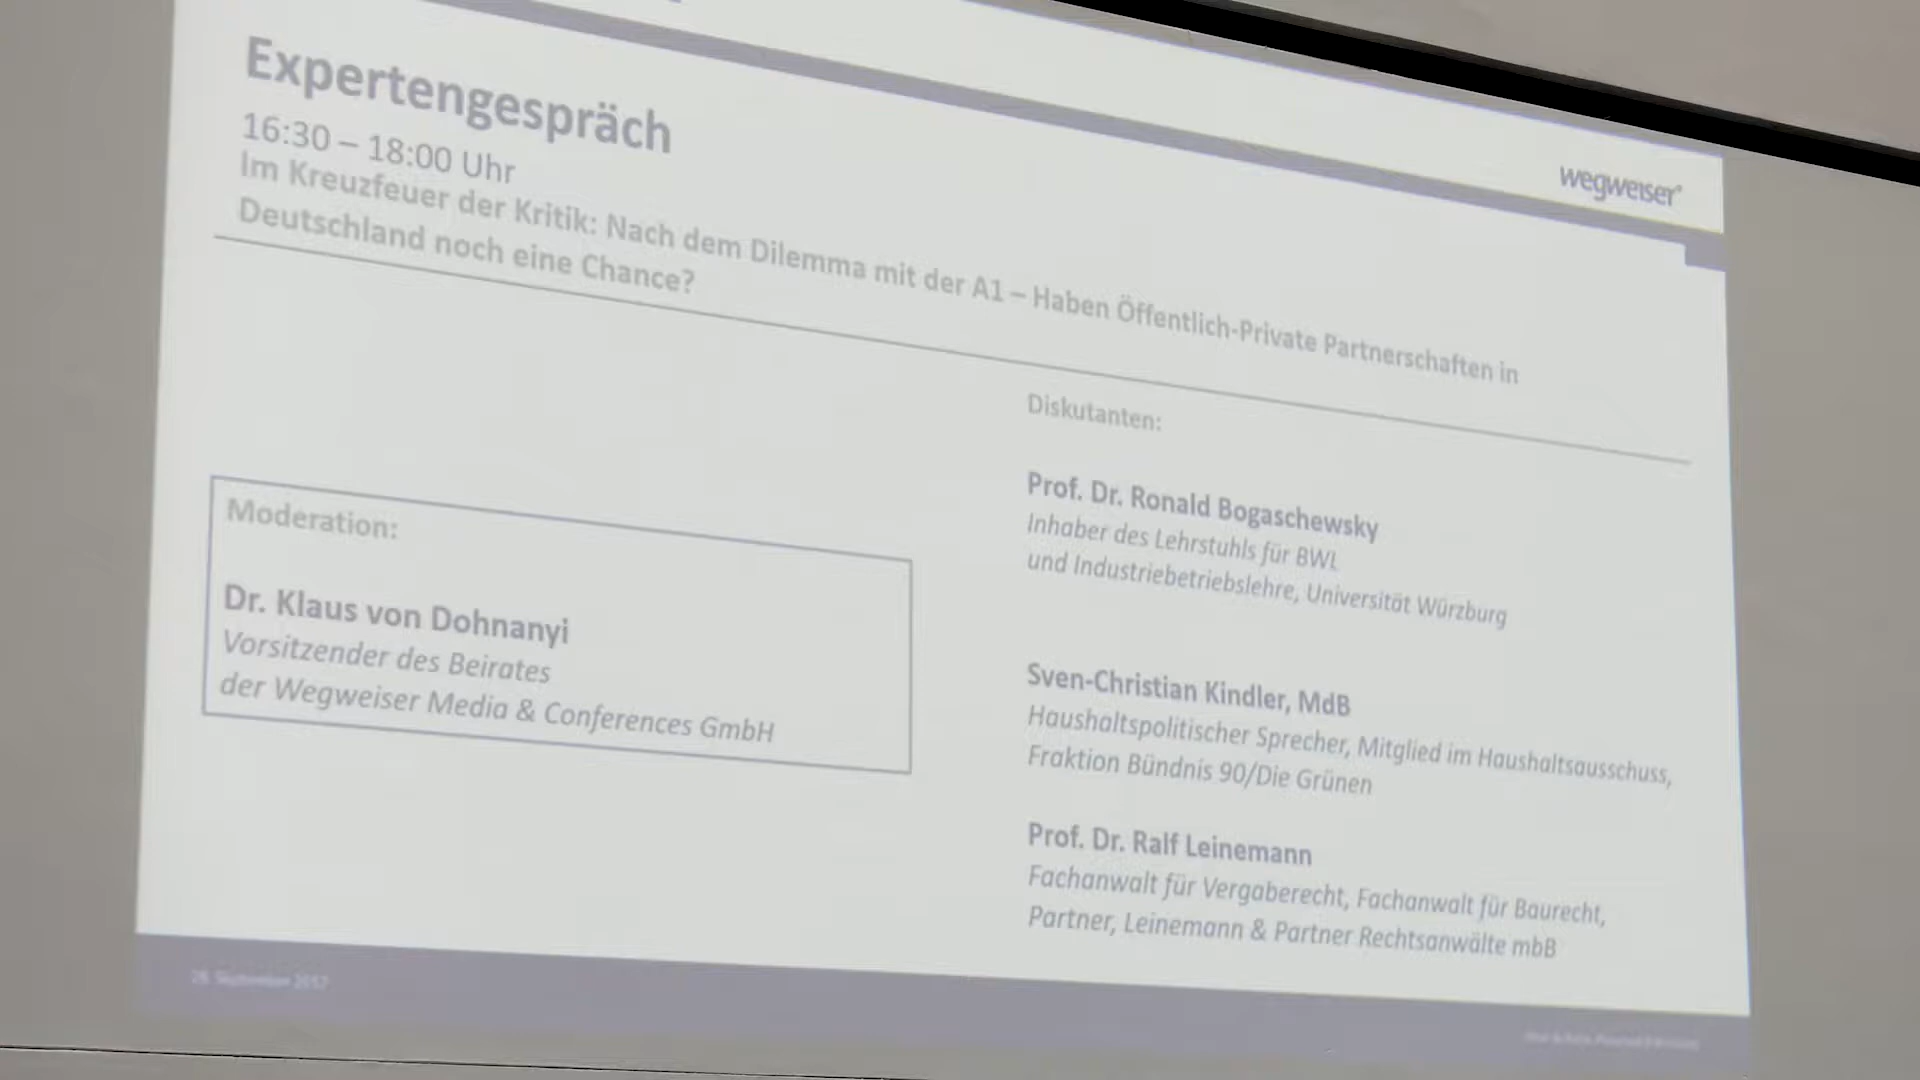 wegweiser®
Expertengespräch
16:30 – 18:00 Uhr
Im Kreuzfeuer der Kritik: Nach dem Dilemma mit der A1 – Haben Öffentlich-Private Partnerschaften in
Deutschland noch eine Chance?
Moderation:
Dr. Klaus von Dohnanyi
Vorsitzender des Beirates
der Wegweiser Media & Conferences GmbH
Diskutanten:
Prof. Dr. Ronald Bogaschewsky
Inhaber des Lehrstuhls für BWL
und Industriebetriebslehre, Universität Würzburg
Sven-Christian Kindler, MdB
Haushaltspolitischer Sprecher, Mitglied im Haushaltsausschuss,
Fraktion Bündnis 90/Die Grünen
Prof. Dr. Ralf Leinemann
Fachanwalt für Vergaberecht, Fachanwalt für Baurecht,
Partner, Leinemann & Partner Rechtsanwälte mbB
September 2017